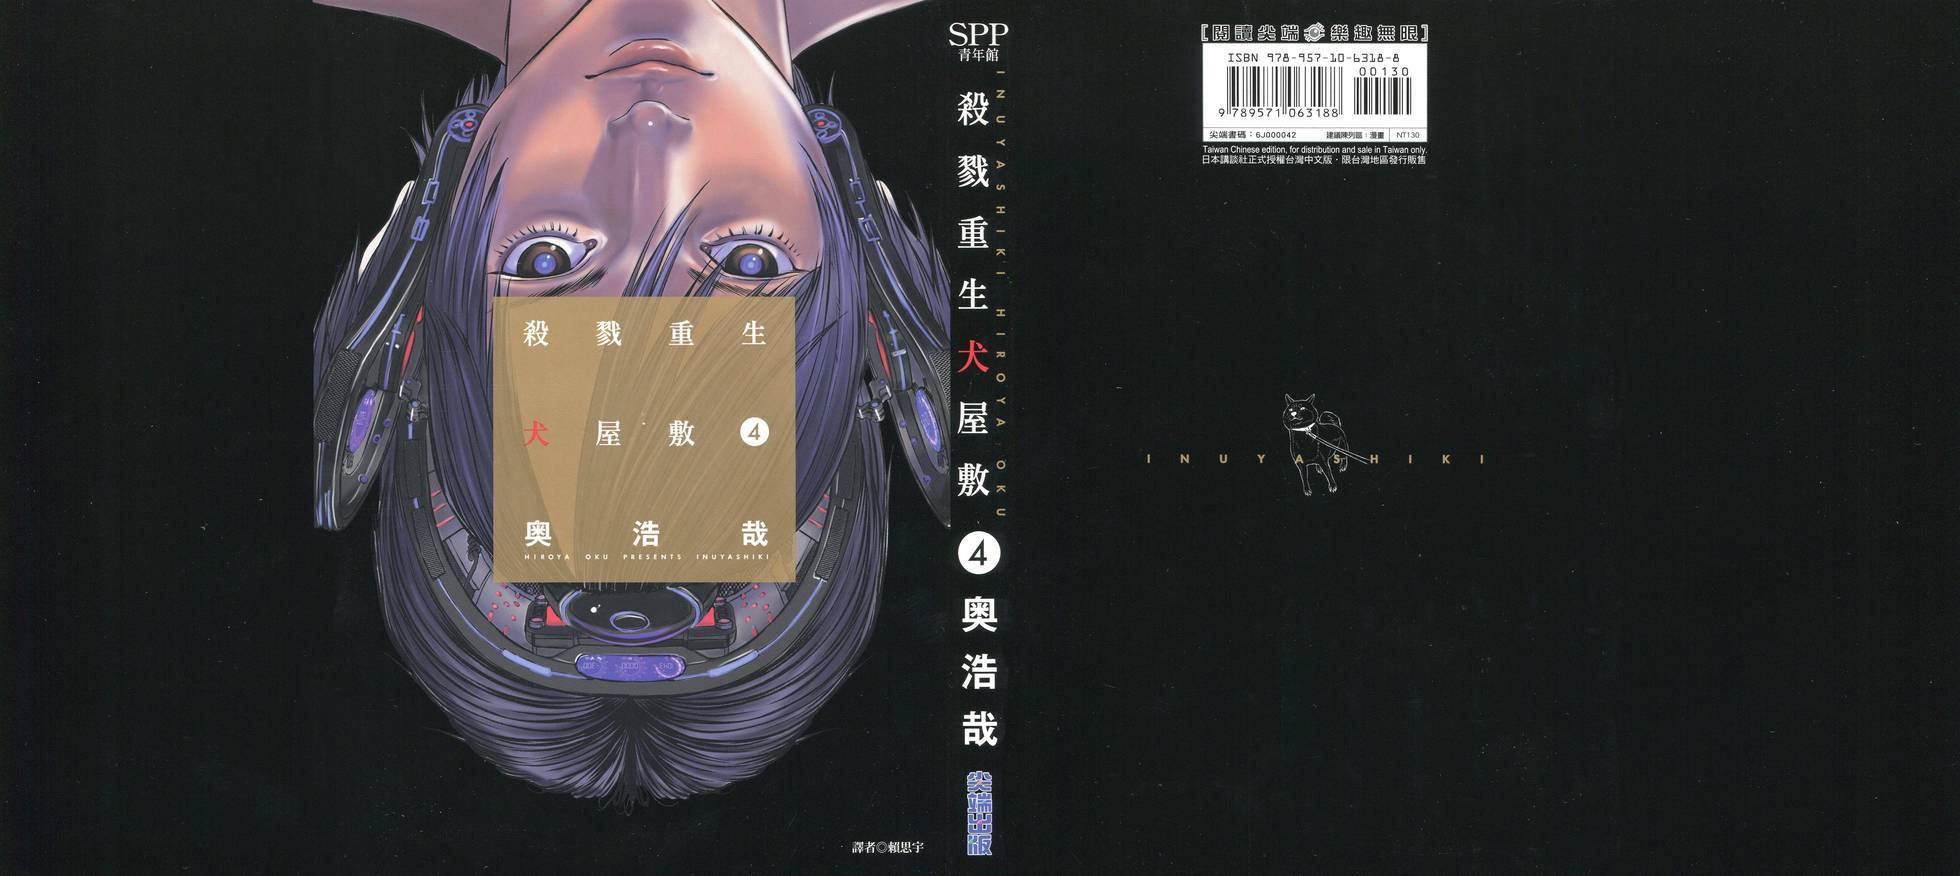 殺戮重生
犬屋敷 4
奧浩哉
HIROYA OKU PRESENTS INUYASHIKI
譯者◎賴思宇
SPP
青年館
殺戮重生犬屋敷 4 奧浩哉
INUYASHIKI HIROYA OKU
尖端出版
[閱讀尖端 樂趣無限]
ISBN 978-957-10-6318-8
00130
9 789571 063188
尖端書碼：6J000042 建議陳列區：漫畫 NT130
Taiwan Chinese edition, for distribution and sale in Taiwan only.
日本講談社正式授權台灣中文版・限台灣地區發行販售
INUYASHIKI